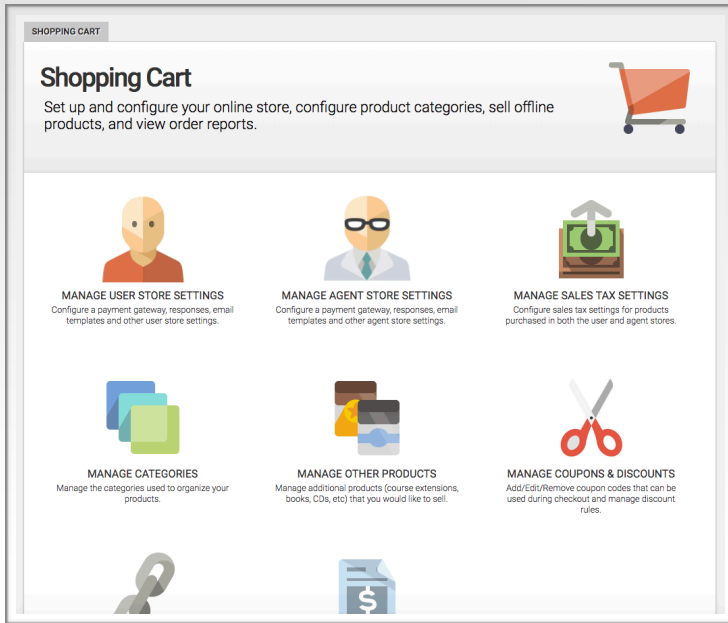 SHOPPING CART
Shopping Cart
Set up and configure your online store, configure product categories, sell offline
products, and view order reports.
MANAGE USER STORE SETTINGS
Configure a payment gateway, responses, email
templates and other user store settings.
MANAGE AGENT STORE SETTINGS
Configure a payment gateway, responses, email
templates and other agent store settings.
MANAGE SALES TAX SETTINGS
Configure sales tax settings for products
purchased in both the user and agent stores.
MANAGE CATEGORIES
Manage the categories used to organize your
products.
MANAGE OTHER PRODUCTS
Manage additional products (course extensions,
books, CDs, etc) that you would like to sell.
MANAGE COUPONS & DISCOUNTS
Add/Edit/Remove coupon codes that can be
used during checkout and manage discount
rules.
$